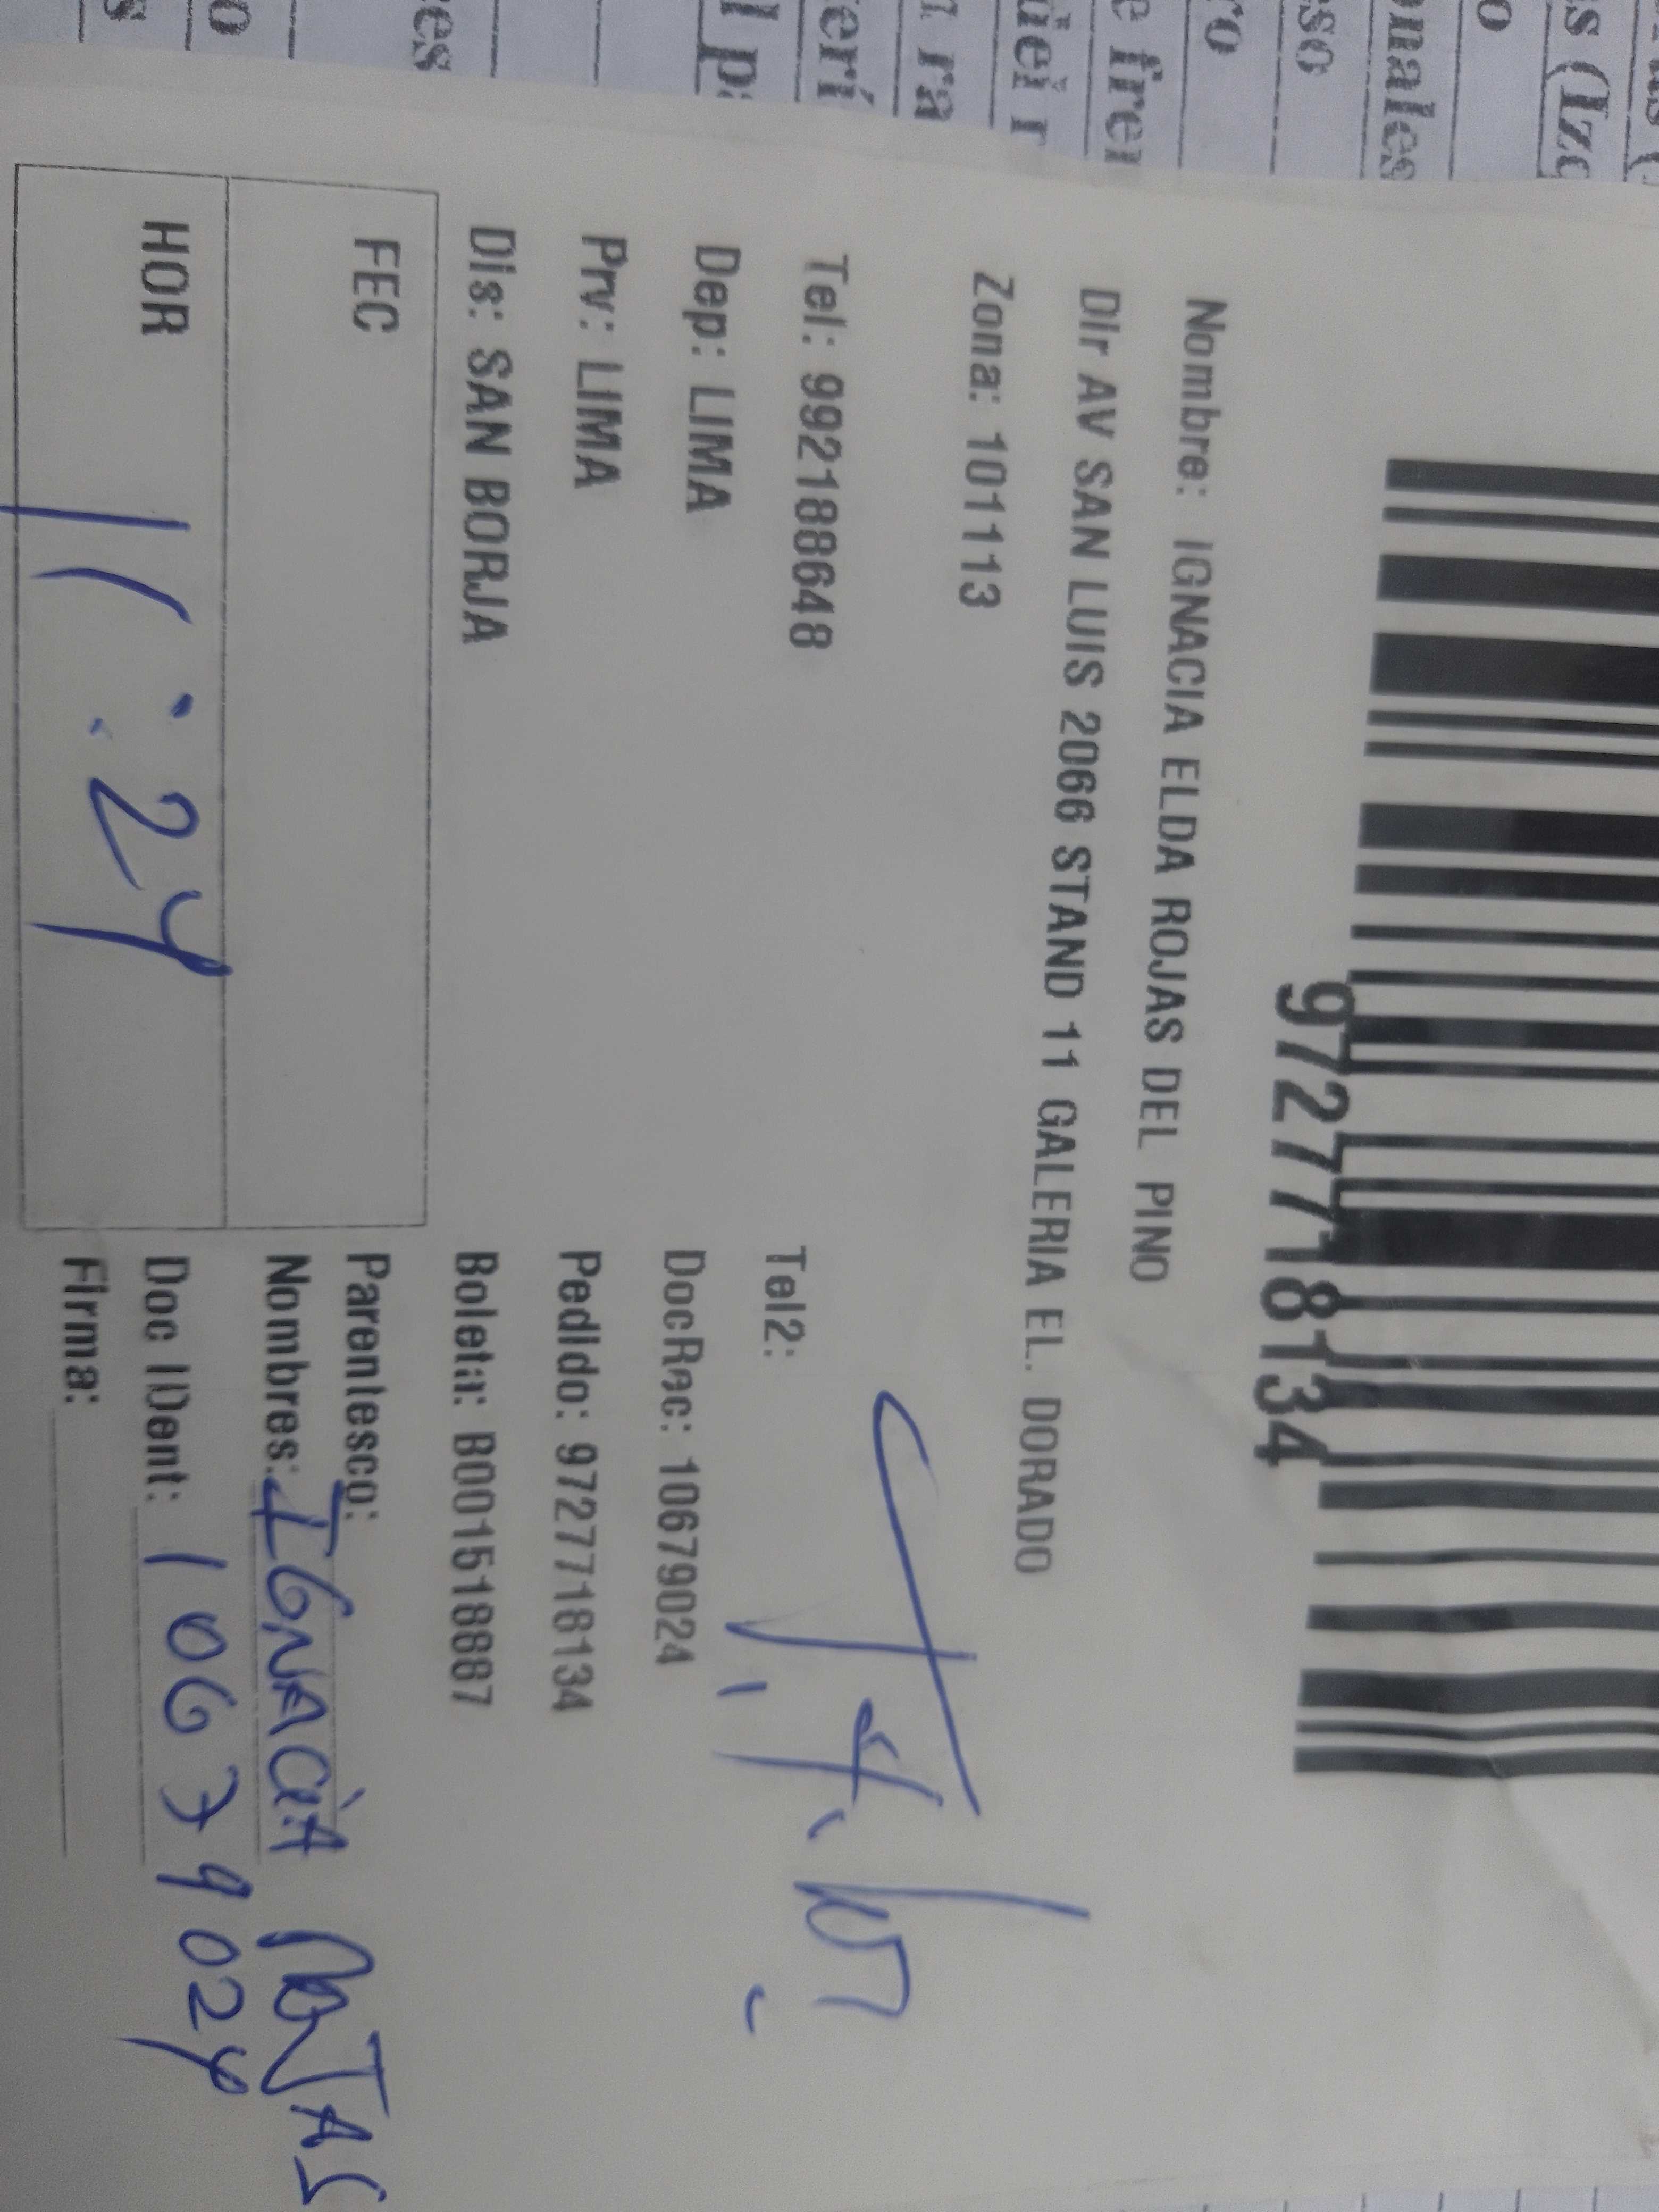 9727718134
Nombre: IGNACIA ELDA ROJAS DEL PINO
Dir AV SAN LUIS 2066 STAND 11 GALERIA EL. DORADO
Zona: 101113
Tel: 992188648 Tel2:
Dep: LIMA DocRec: 10679024
Prv: LIMA Pedido: 9727718134
Dis: SAN BORJA Boleta: B001518887
FEC Parentesco:
Nombres: IGNACIA ROJAS
HOR 11:24 Doc IDent: 10679024
Firma: